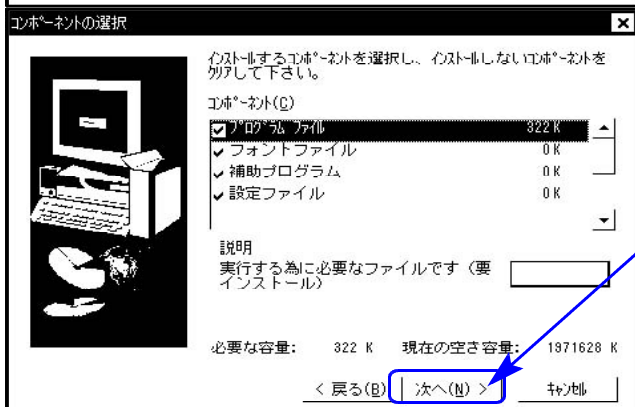 コンポーネントの選択
インストールするコンポーネントを選択し、インストールしないコンポーネントを
クリアして下さい。
コンポーネント(C)
プログラム ファイル 322 K
フォントファイル 0 K
補助プログラム 0 K
設定ファイル 0 K
説明
実行する為に必要なファイルです（要
インストール）
必要な容量: 322 K 現在の空き容量: 1971628 K
< 戻る(B) 次へ(N) > キャンセル